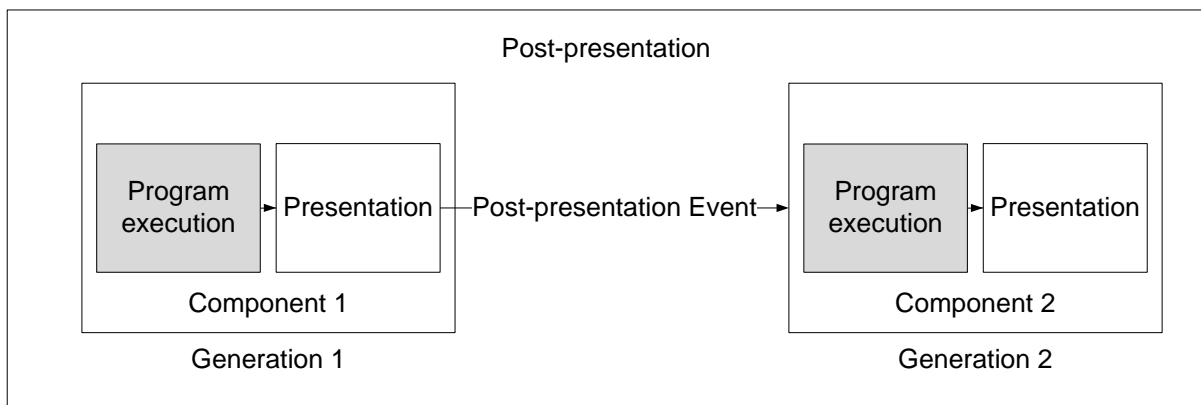 Post-presentation
Program
execution
Presentation
Component 1
Generation 1
Post-presentation Event
Program
execution
Presentation
Component 2
Generation 2